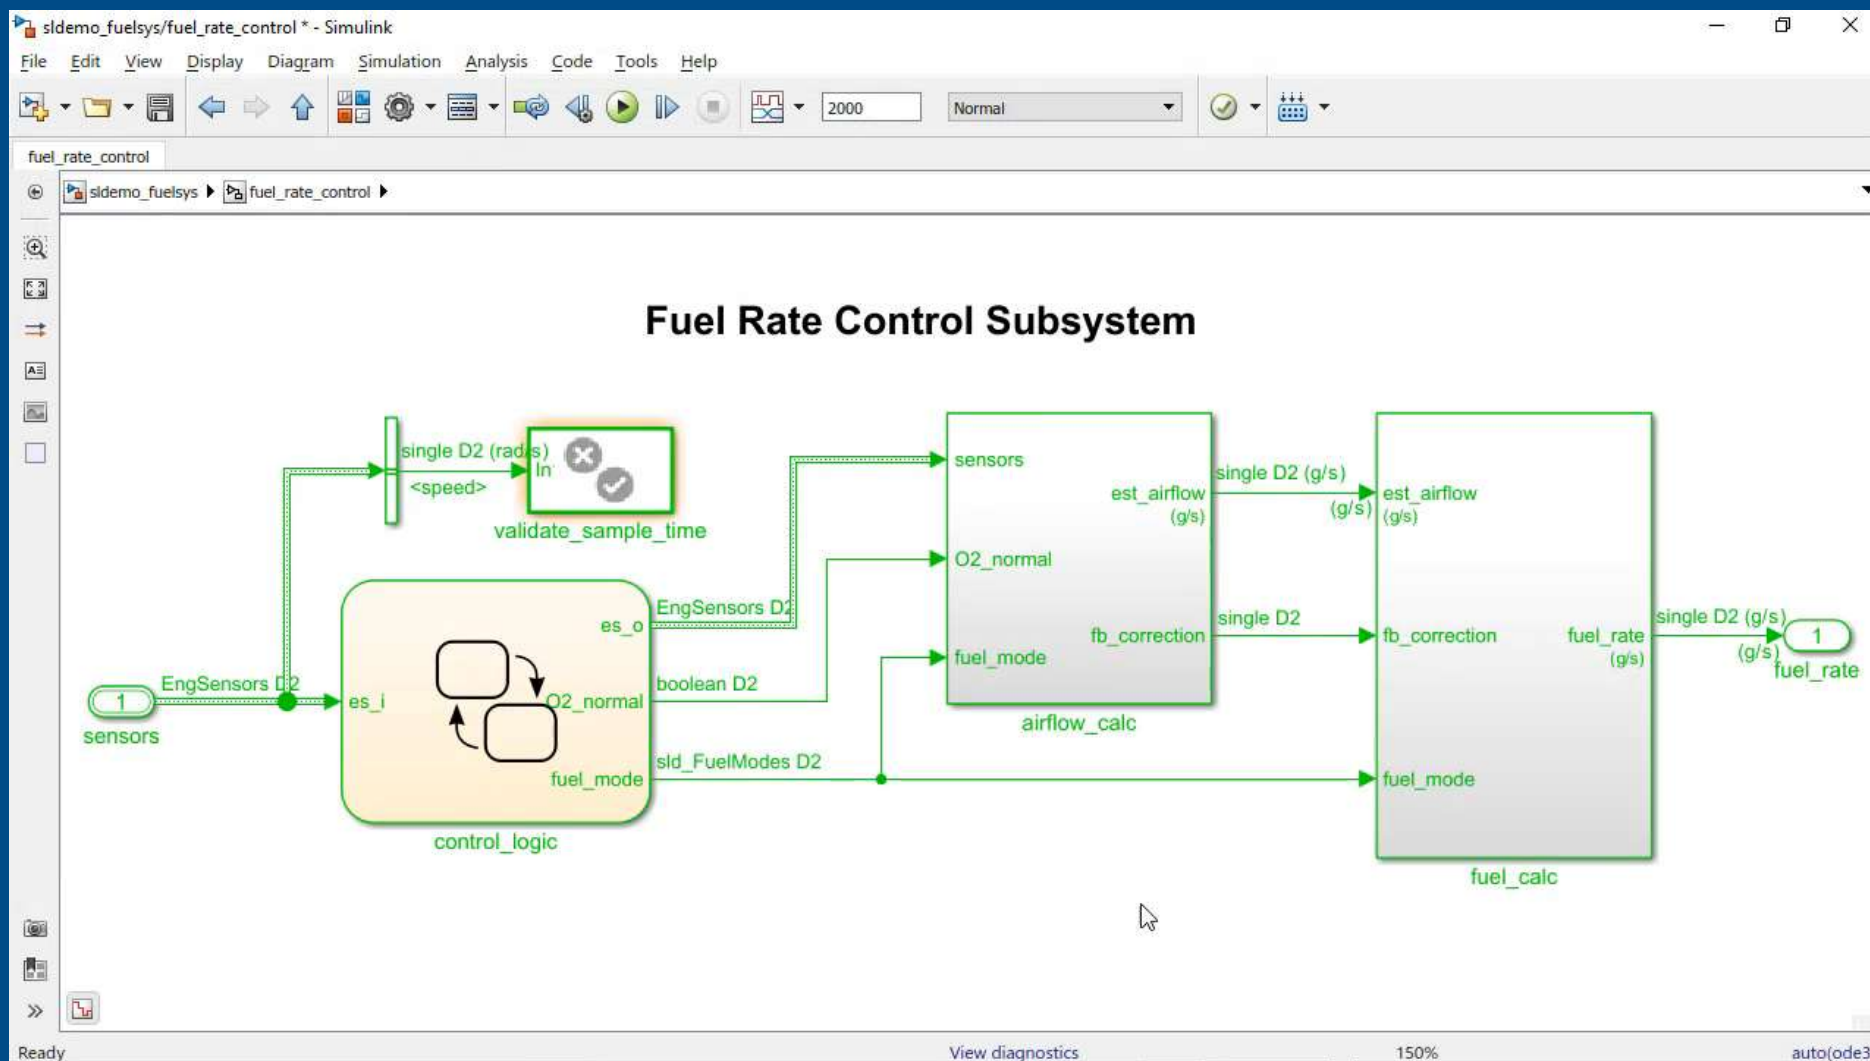 sldemo_fuelsys/fuel_rate_control * - Simulink
File Edit View Display Diagram Simulation Analysis Code Tools Help
2000 Normal
fuel_rate_control
sldemo_fuelsys fuel_rate_control
Fuel Rate Control Subsystem
single D2 (rad/s)
In
<speed>
validate_sample_time
sensors
single D2 (g/s)
est_airflow
(g/s)
(g/s)
est_airflow
(g/s)
O2_normal
EngSensors D2
es_o
single D2
fb_correction
fb_correction
single D2 (g/s)
fuel_rate
(g/s)
(g/s)
1
fuel_rate
fuel_mode
EngSensors D2
1
sensors
es_i
boolean D2
O2_normal
airflow_calc
sld_FuelModes D2
fuel_mode
fuel_mode
control_logic
fuel_calc
Ready View diagnostics 150% auto(ode3